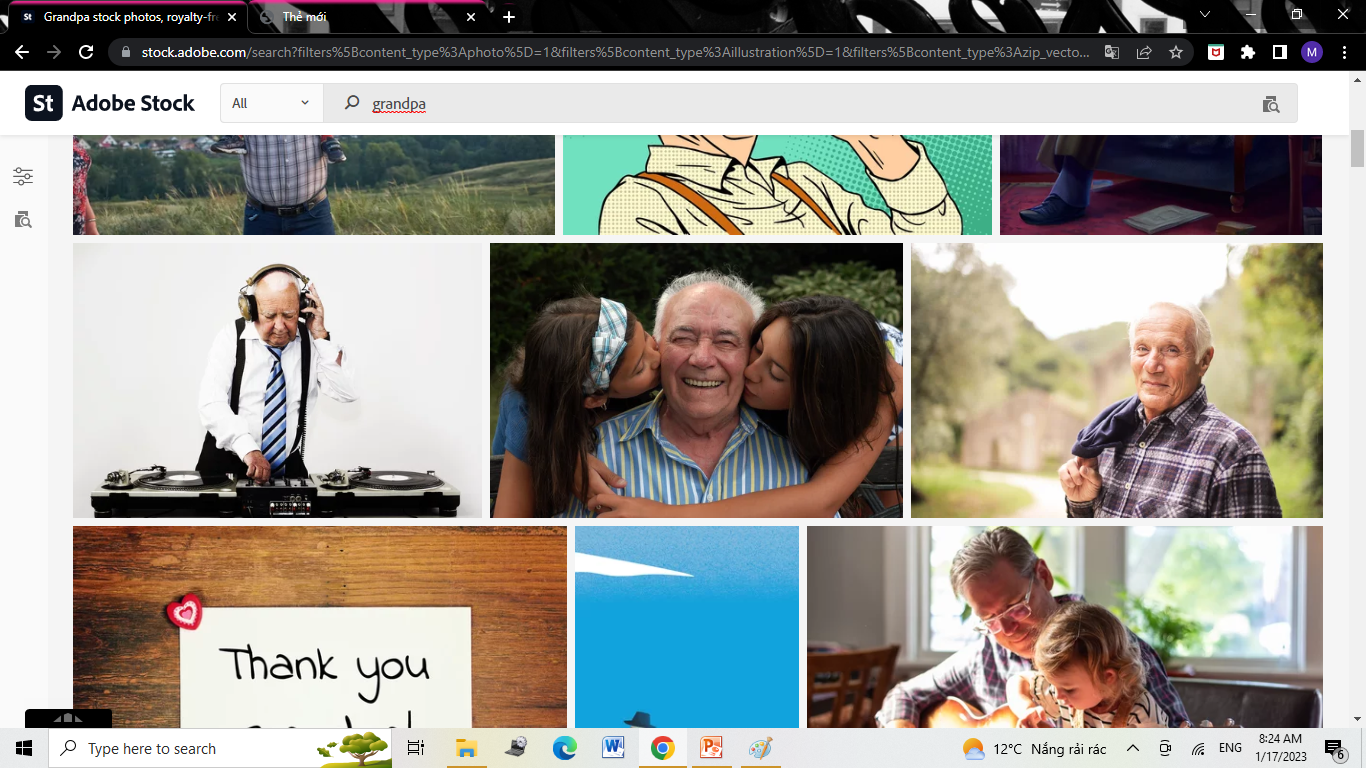 Grandpa stock photos, royalty-fre
Thẻ mới
stock.adobe.com/search?filters%5Bcontent_type%3Aphoto%5D=1&filters%5Bcontent_type%3Aillustration%5D=1&filters%5Bcontent_type%3Azip_vecto...
M
St Adobe Stock
All
grandpa
Thank you
Type here to search
12°C Nắng rải rác
ENG
8:24 AM
1/17/2023
6